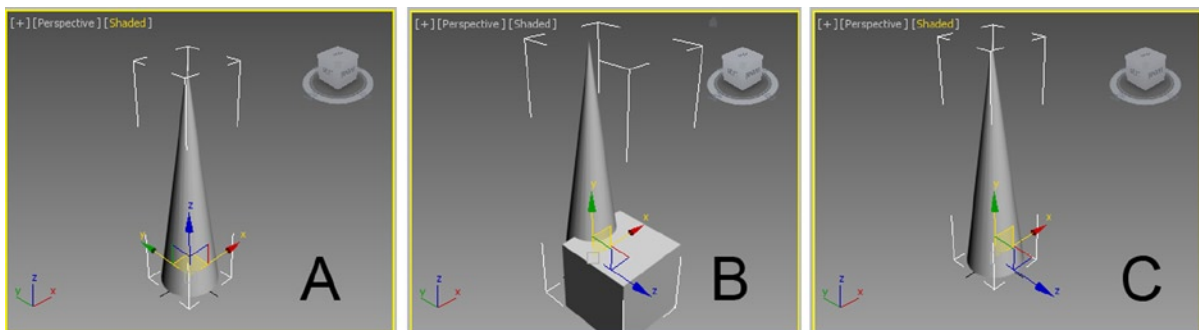 [+] [Perspective] [Shaded]
z
y
x
z
y
x
A
[+] [Perspective] [Shaded]
y
x
z
z
y
x
B
[+] [Perspective] [Shaded]
y
x
z
z
y
x
C